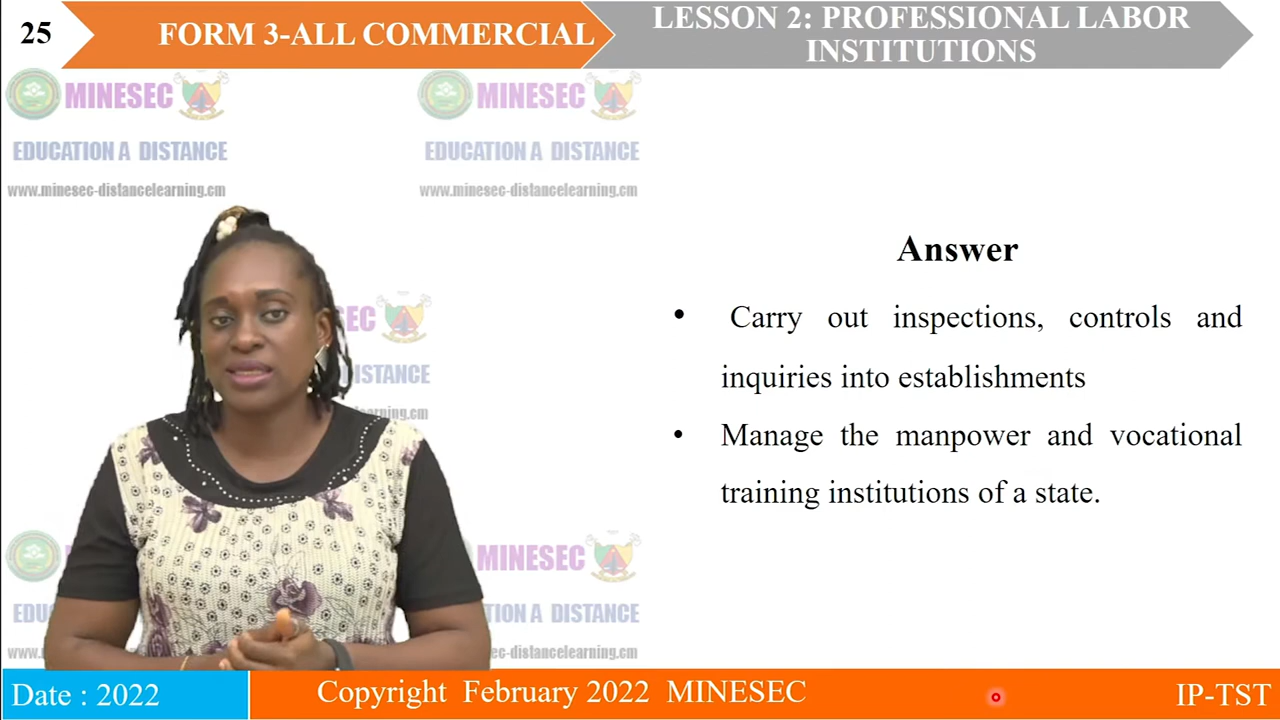 25
FORM 3-ALL COMMERCIAL
LESSON 2: PROFESSIONAL LABOR
INSTITUTIONS
MINESEC
MINESEC
EDUCATION A DISTANCE
EDUCATION A DISTANCE
www.minesec-distancelearning.cm
www.minesec-distancelearning.cm
Answer
• Carry out inspections, controls and
inquiries into establishments
• Manage the manpower and vocational
training institutions of a state.
MINESEC
DISTANCE
Date : 2022
Copyright February 2022 MINESEC
IP-TST